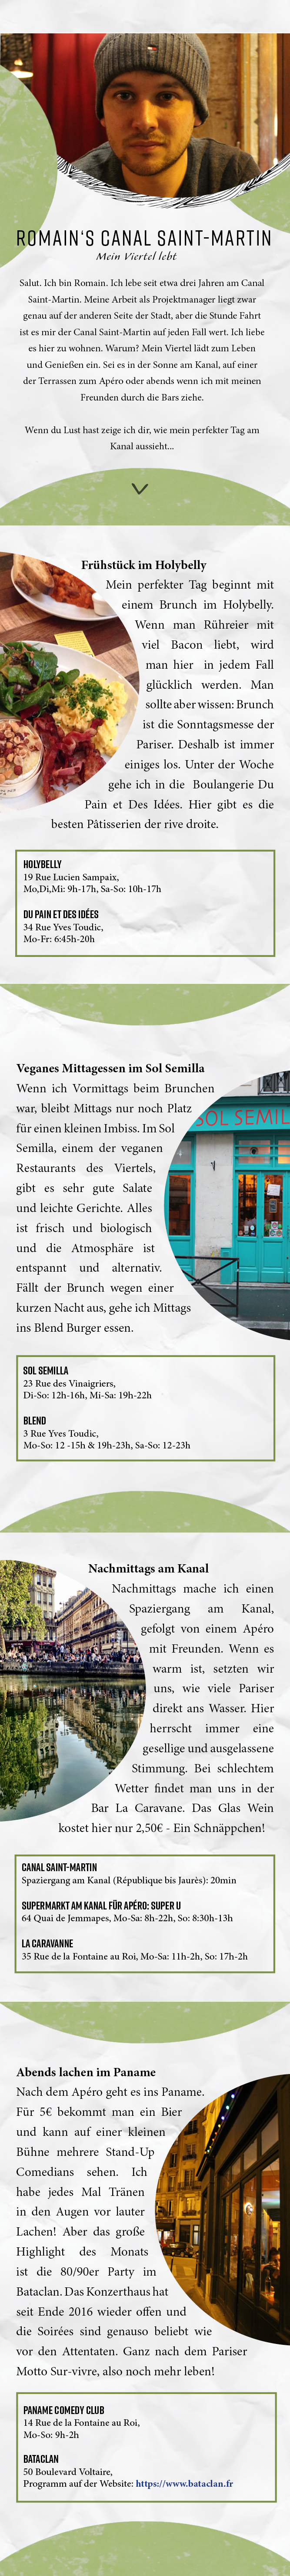 ROMAIN'S CANAL SAINT-MARTIN
Mein Viertel lebt
Salut. Ich bin Romain. Ich lebe seit etwa drei Jahren am Canal
Saint-Martin. Meine Arbeit als Projektmanager liegt zwar
genau auf der anderen Seite der Stadt, aber die Stunde Fahrt
ist es mir der Canal Saint-Martin auf jeden Fall wert. Ich liebe
es hier zu wohnen. Warum? Mein Viertel lädt zum Leben
und Genießen ein. Sei es in der Sonne am Kanal, auf einer
der Terrassen zum Apéro oder abends wenn ich mit meinen
Freunden durch die Bars ziehe.
Wenn du Lust hast zeige ich dir, wie mein perfekter Tag am
Kanal aussieht...
Frühstück im Holybelly
Mein perfekter Tag beginnt mit
einem Brunch im Holybelly.
Wenn man Rühreier mit
viel Bacon liebt, wird
man hier in jedem Fall
glücklich werden. Man
sollte aber wissen: Brunch
ist die Sonntagsmesse der
Pariser. Deshalb ist immer
einiges los. Unter der Woche
gehe ich in die Boulangerie Du
Pain et Des Idées. Hier gibt es die
besten Pâtisserien der rive droite.
HOLYBELLY
19 Rue Lucien Sampaix,
Mo,Di,Mi: 9h-17h, Sa-So: 10h-17h
DU PAIN ET DES IDÉES
34 Rue Yves Toudic,
Mo-Fr: 6:45h-20h
Veganes Mittagessen im Sol Semilla
Wenn ich Vormittags beim Brunchen
war, bleibt Mittags nur noch Platz
für einen kleinen Imbiss. Im Sol
Semilla, einem der veganen
Restaurants des Viertels,
gibt es sehr gute Salate
und leichte Gerichte. Alles
ist frisch und biologisch
und die Atmosphäre ist
entspannt und alternativ.
Fällt der Brunch wegen einer
kurzen Nacht aus, gehe ich Mittags
ins Blend Burger essen.
SOL SEMIL
SOL SEMILLA
23 Rue des Vinaigriers,
Di-So: 12h-16h, Mi-Sa: 19h-22h
BLEND
3 Rue Yves Toudic,
Mo-So: 12 -15h & 19h-23h, Sa-So: 12-23h
Nachmittags am Kanal
Nachmittags mache ich einen
Spaziergang am Kanal,
gefolgt von einem Apéro
mit Freunden. Wenn es
warm ist, setzten wir
uns, wie viele Pariser
direkt ans Wasser. Hier
herrscht immer eine
gesellige und ausgelassene
Stimmung. Bei schlechtem
Wetter findet man uns in der
Bar La Caravane. Das Glas Wein
kostet hier nur 2,50€ - Ein Schnäppchen!
CANAL SAINT-MARTIN
Spaziergang am Kanal (République bis Jaurès): 20min
SUPERMARKT AM KANAL FÜR APÉRO: SUPER U
64 Quai de Jemmapes, Mo-Sa: 8h-22h, So: 8:30h-13h
LA CARAVANNE
35 Rue de la Fontaine au Roi, Mo-Sa: 11h-2h, So: 17h-2h
Abends lachen im Paname
Nach dem Apéro geht es ins Paname.
Für 5€ bekommt man ein Bier
und kann auf einer kleinen
Bühne mehrere Stand-Up
Comedians sehen. Ich
habe jedes Mal Tränen
in den Augen vor lauter
Lachen! Aber das große
Highlight des Monats
ist die 80/90er Party im
Bataclan. Das Konzerthaus hat
seit Ende 2016 wieder offen und
die Soirées sind genauso beliebt wie
vor den Attentaten. Ganz nach dem Pariser
Motto Sur-vivre, also noch mehr leben!
PANAME COMEDY CLUB
14 Rue de la Fontaine au Roi,
Mo-So: 9h-2h
BATACLAN
50 Boulevard Voltaire,
Programm auf der Website: https://www.bataclan.fr